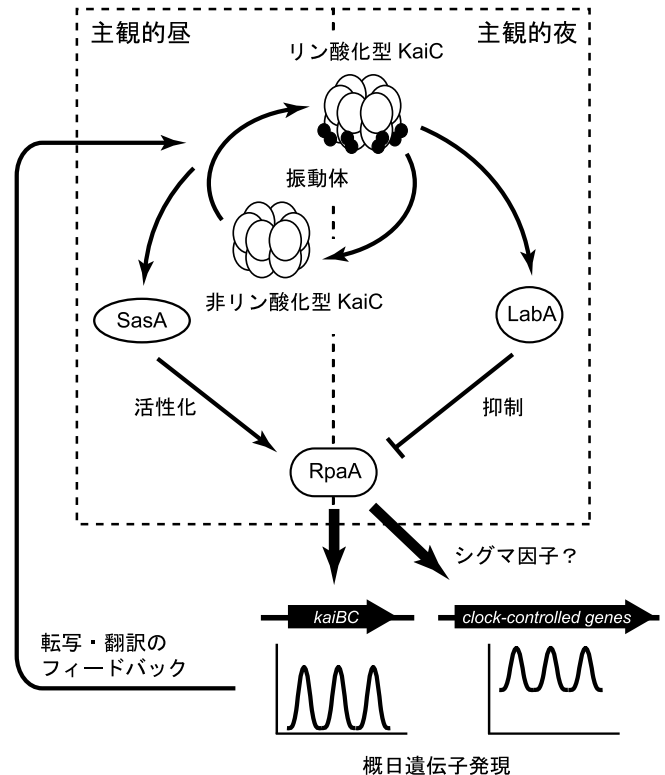 主観的昼
主観的夜
リン酸化型 KaiC
振動体
非リン酸化型 KaiC
SasA
LabA
活性化
抑制
RpaA
シグマ因子？
kaiBC
clock-controlled genes
転写・翻訳の
フィードバック
概日遺伝子発現